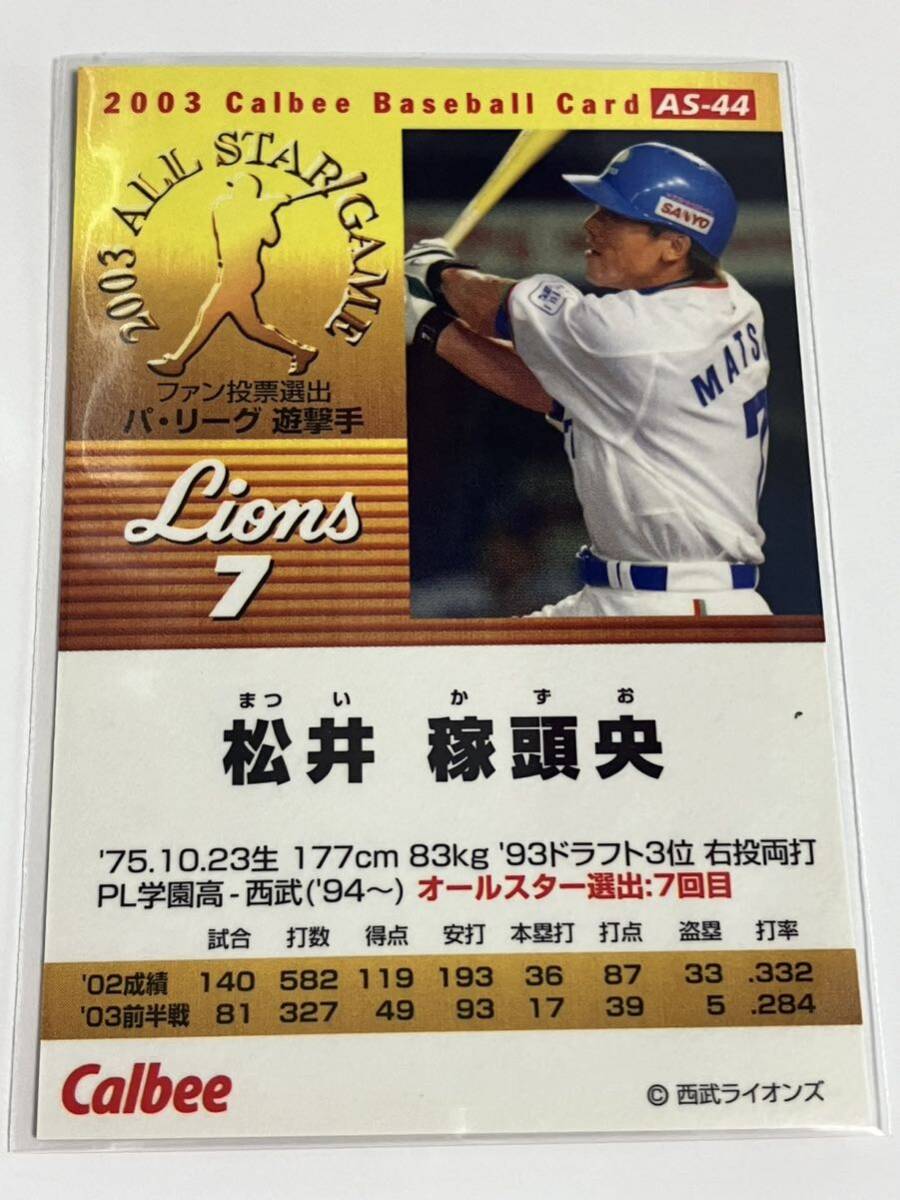 2003 Calbee Baseball Card AS-44
2003 ALL STAR GAME
ファン投票選出
パ・リーグ 遊撃手
Lions
7
SANYO
MATS
7
まつ い か ず お
松井 稼頭央
'75.10.23生 177cm 83kg '93ドラフト3位 右投両打
PL学園高-西武('94〜) オールスター選出:7回目
試合 打数 得点 安打 本塁打 打点 盗塁 打率
'02成績 140 582 119 193 36 87 33 .332
'03前半戦 81 327 49 93 17 39 5 .284
Calbee
© 西武ライオンズ